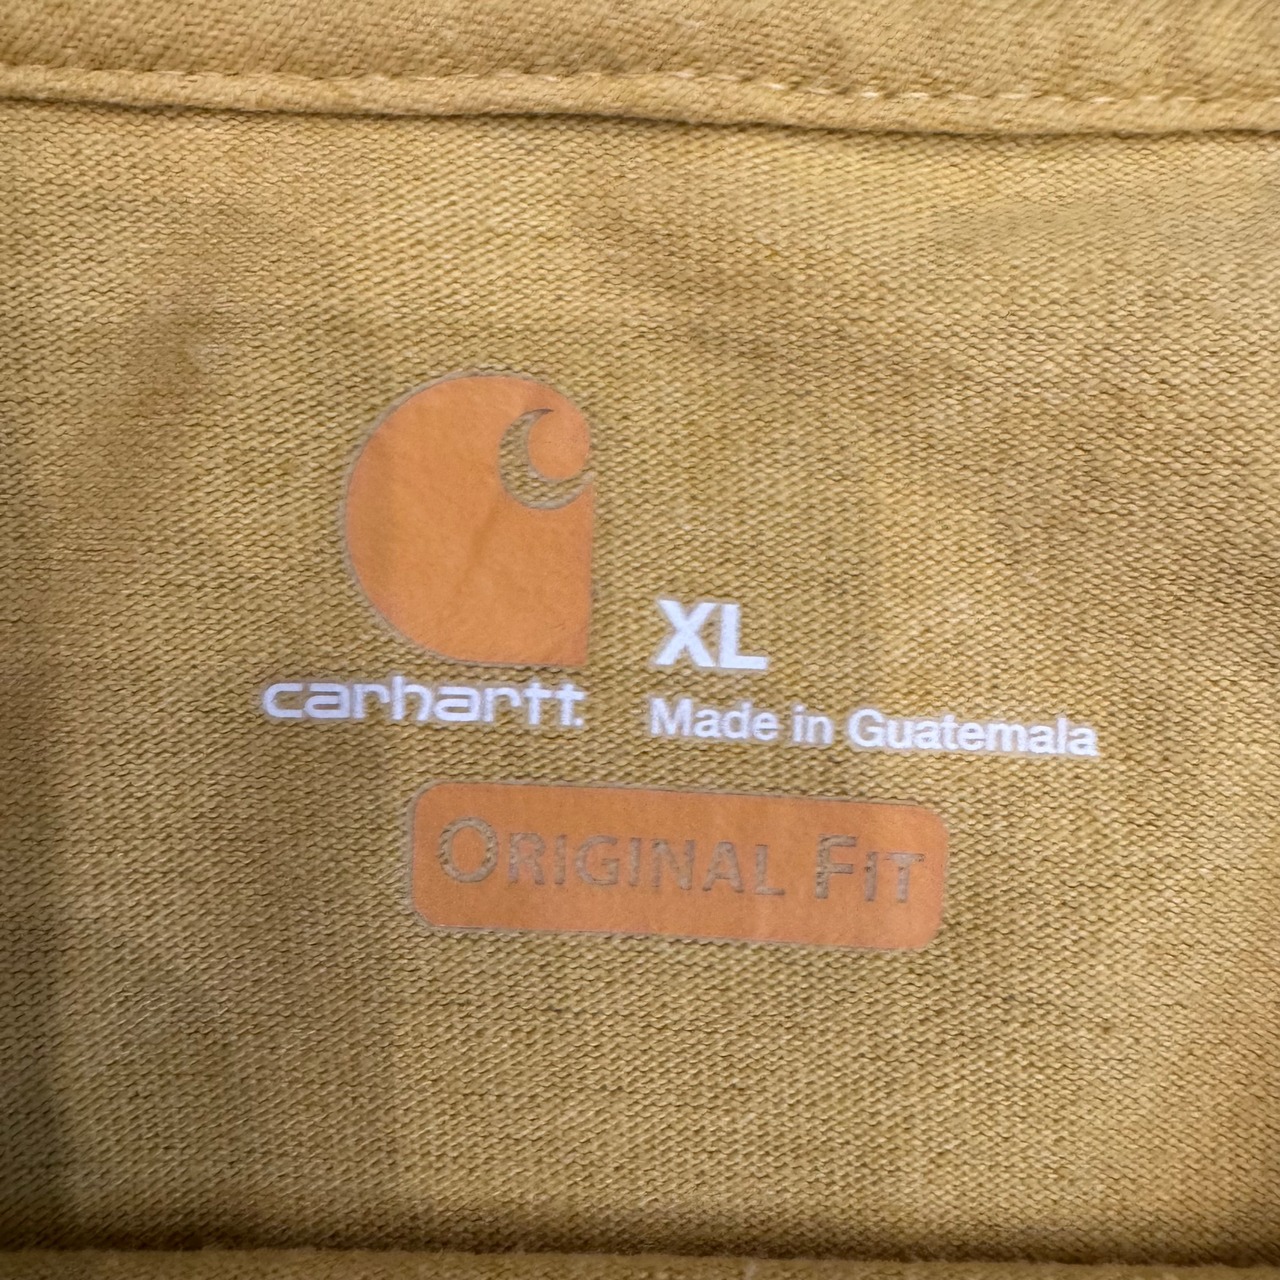 XL
carhartt.
Made in Guatemala
ORIGINAL FIT